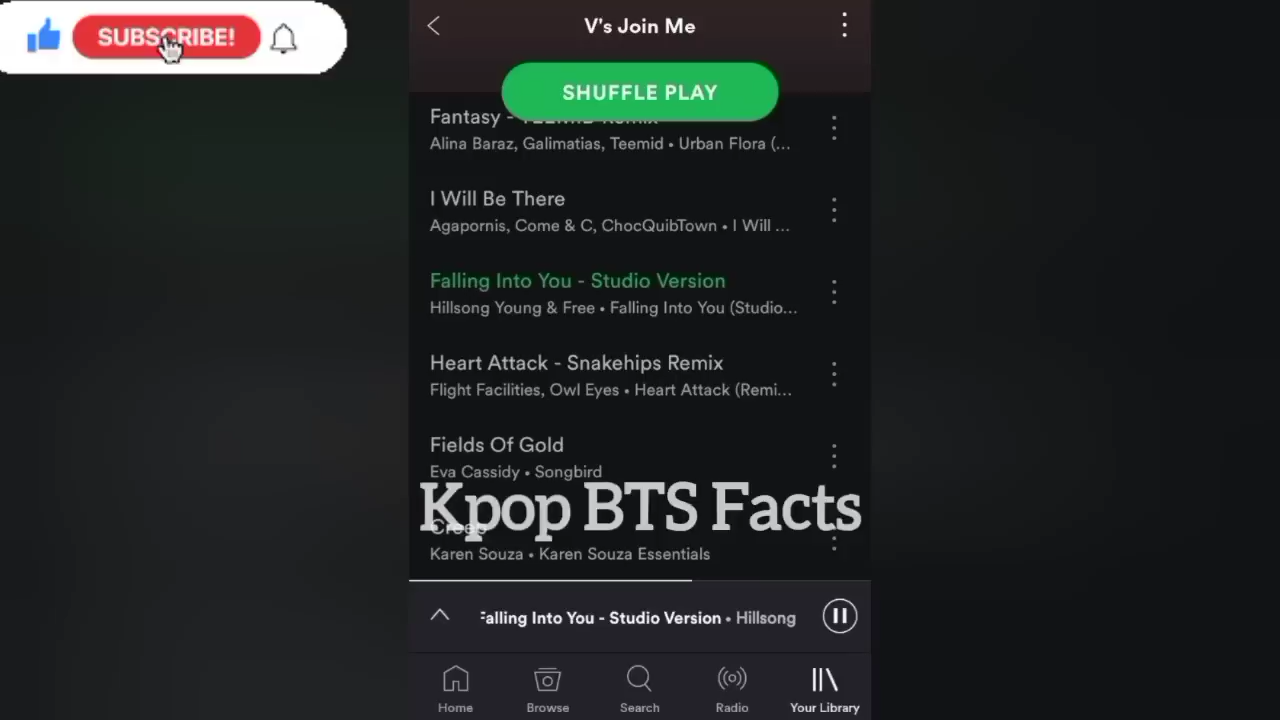 SUBSCRIBE!
V's Join Me
SHUFFLE PLAY
Fantasy - TEEMID Remix
Alina Baraz, Galimatias, Teemid • Urban Flora (...
I Will Be There
Agapornis, Come & C, ChocQuibTown • I Will ...
Falling Into You - Studio Version
Hillsong Young & Free • Falling Into You (Studio...
Heart Attack - Snakehips Remix
Flight Facilities, Owl Eyes • Heart Attack (Remi...
Fields Of Gold
Eva Cassidy • Songbird
Kpop BTS Facts
Creep
Karen Souza • Karen Souza Essentials
Falling Into You - Studio Version • Hillsong
Home
Browse
Search
Radio
Your Library